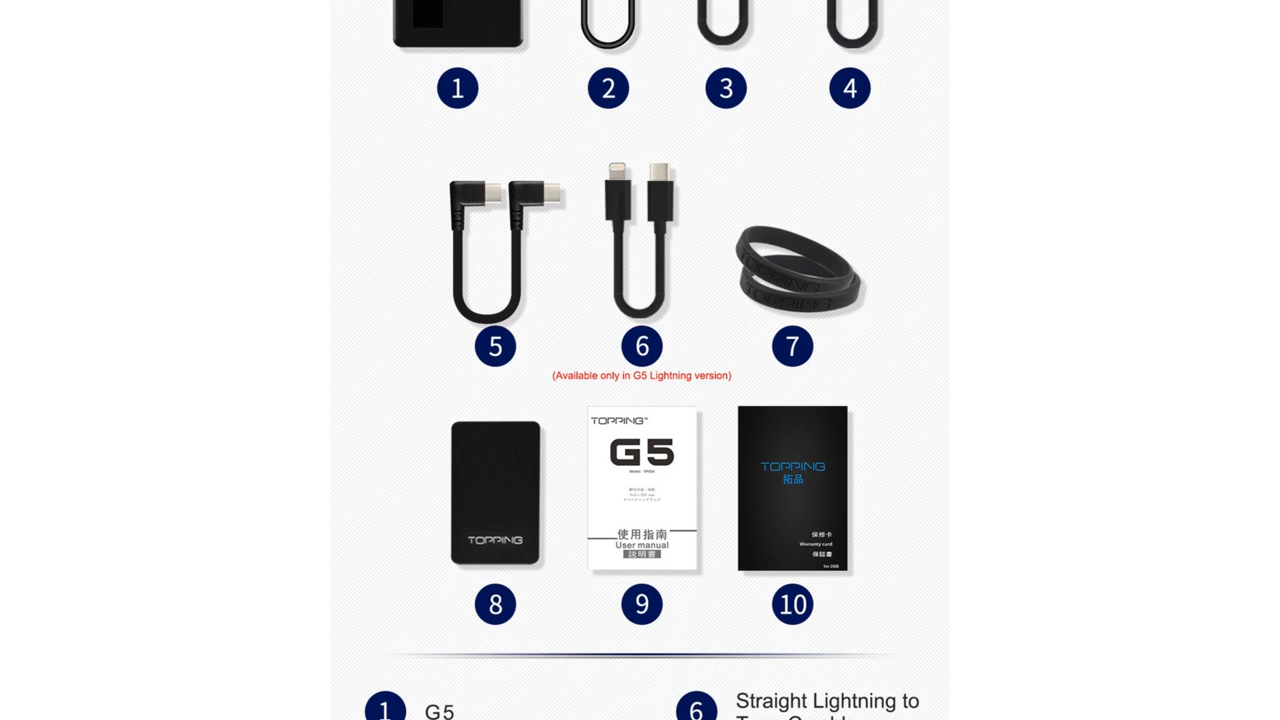 1
2
3
4
TOPPING
TOPPING
5
6
7
(Available only in G5 Lightning version)
TOPPING
TOPPING™
G5
使用指南
User manual
説明書
TOPPING
拓品
保修卡
Warranty card
保証書
8
9
10
1
G5
6
Straight Lightning to